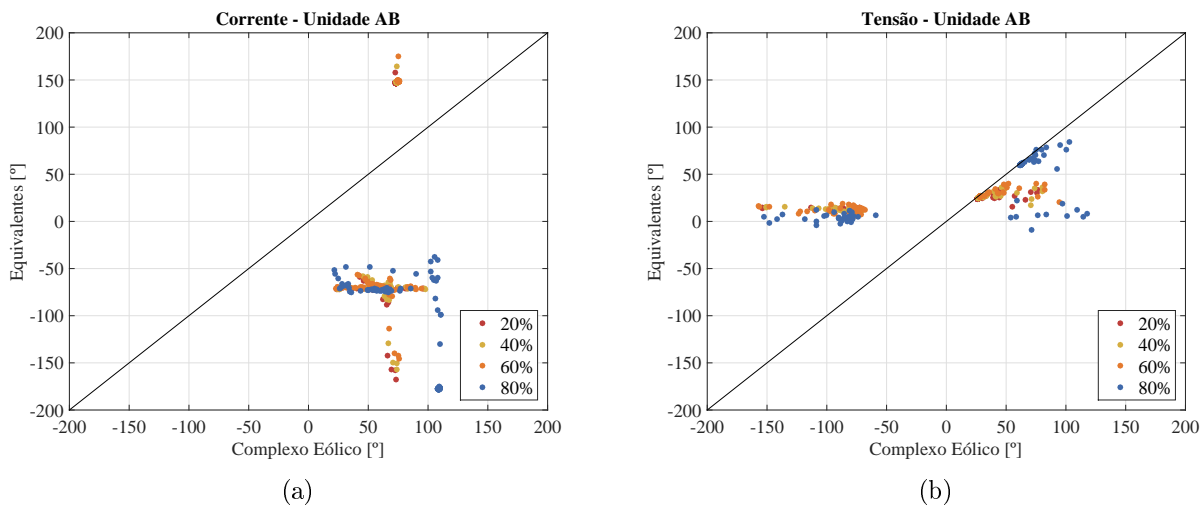 Corrente - Unidade AB
200
150
100
50
0
-50
-100
-150
-200
Equivalentes [º]
-200 -150 -100 -50 0 50 100 150 200
Complexo Eólico [º]
20%
40%
60%
80%
(a)
Tensão - Unidade AB
200
150
100
50
0
-50
-100
-150
-200
Equivalentes [º]
-200 -150 -100 -50 0 50 100 150 200
Complexo Eólico [º]
20%
40%
60%
80%
(b)